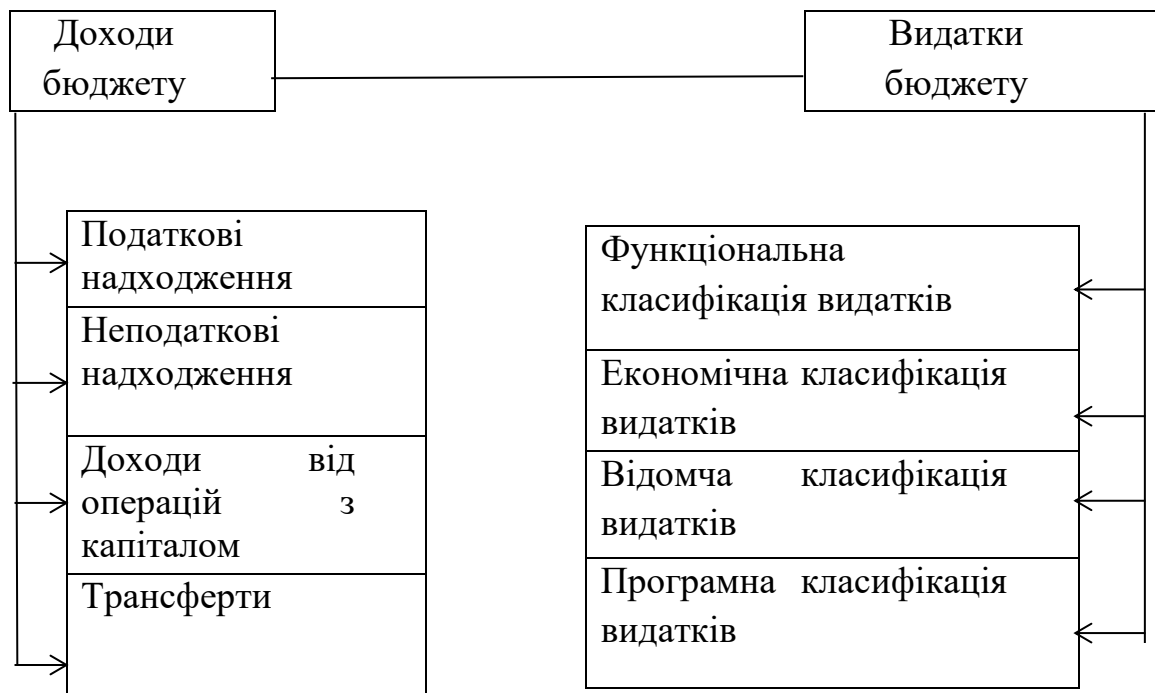 Доходи
бюджету
Видатки
бюджету
Податкові
надходження
Неподаткові
надходження
Доходи від
операцій з
капіталом
Трансферти
Функціональна
класифікація видатків
Економічна класифікація
видатків
Відомча класифікація
видатків
Програмна класифікація
видатків